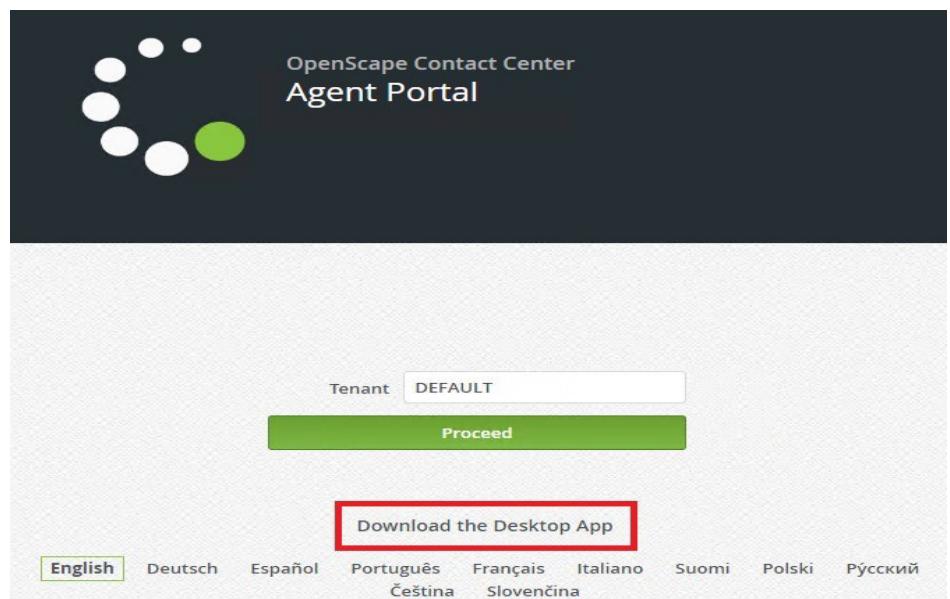 OpenScape Contact Center
Agent Portal
Tenant DEFAULT
Proceed
Download the Desktop App
English Deutsch Español Português Français Italiano Suomi Polski Рýсский
Čeština Slovenčina